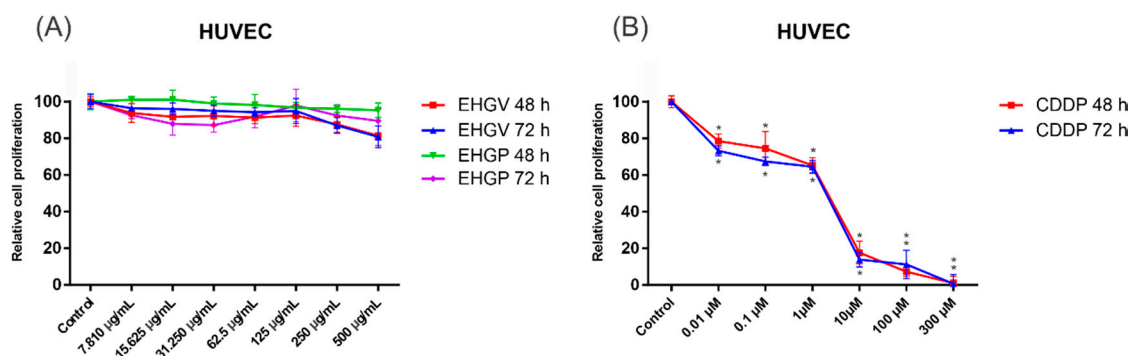 (A)
HUVEC
Relative cell proliferation
100
80
60
40
20
0
Control
7.810 µg/mL
15.625 µg/mL
31.250 µg/mL
62.5 µg/mL
125 µg/mL
250 µg/mL
500 µg/mL
EHGV 48 h
EHGV 72 h
EHGP 48 h
EHGP 72 h
(B)
HUVEC
Relative cell proliferation
100
80
60
40
20
0
* * * * * *
* * * * * *
Control
0.01 µM
0.1 µM
1µM
10µM
100 µM
300 µM
CDDP 48 h
CDDP 72 h